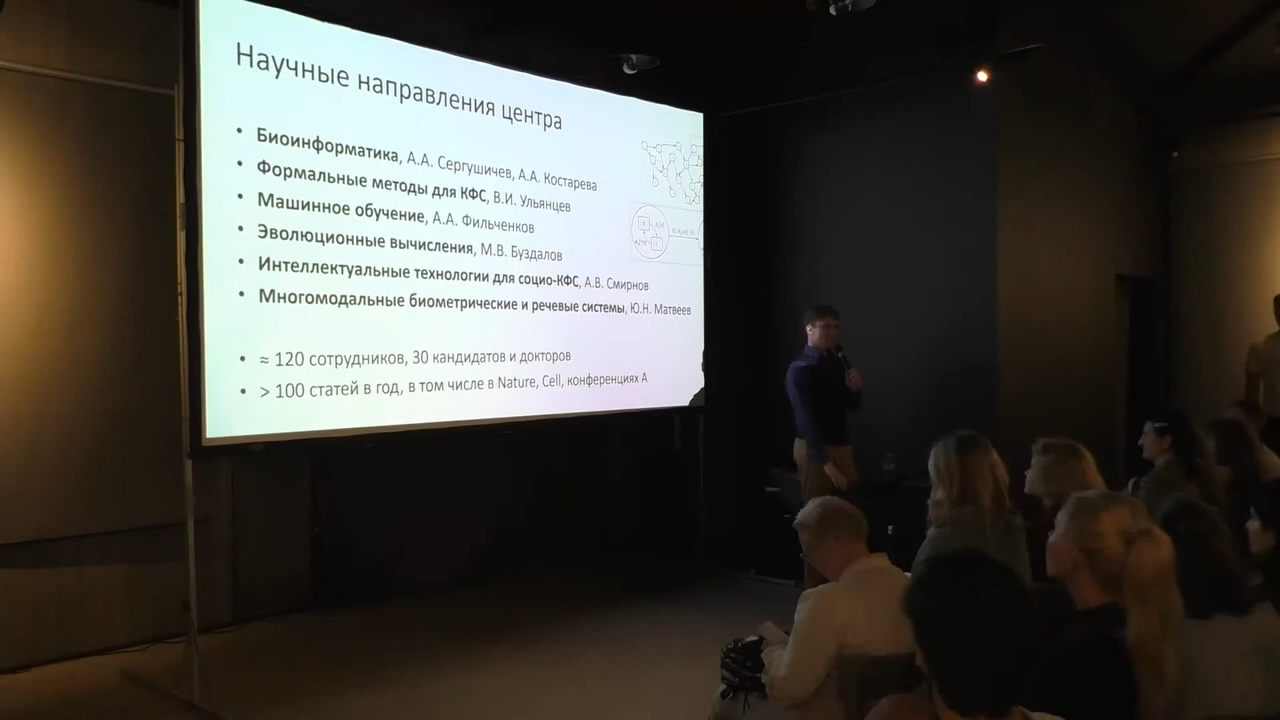 Научные направления центра
• Биоинформатика, А.А. Сергушичев, А.А. Костарева
• Формальные методы для КФС, В.И. Ульянцев
• Машинное обучение, А.А. Фильченков
• Эволюционные вычисления, М.В. Буздалов
• Интеллектуальные технологии для социо-КФС, А.В. Смирнов
• Многомодальные биометрические и речевые системы, Ю.Н. Матвеев
• ≈ 120 сотрудников, 30 кандидатов и докторов
• > 100 статей в год, в том числе в Nature, Cell, конференциях A